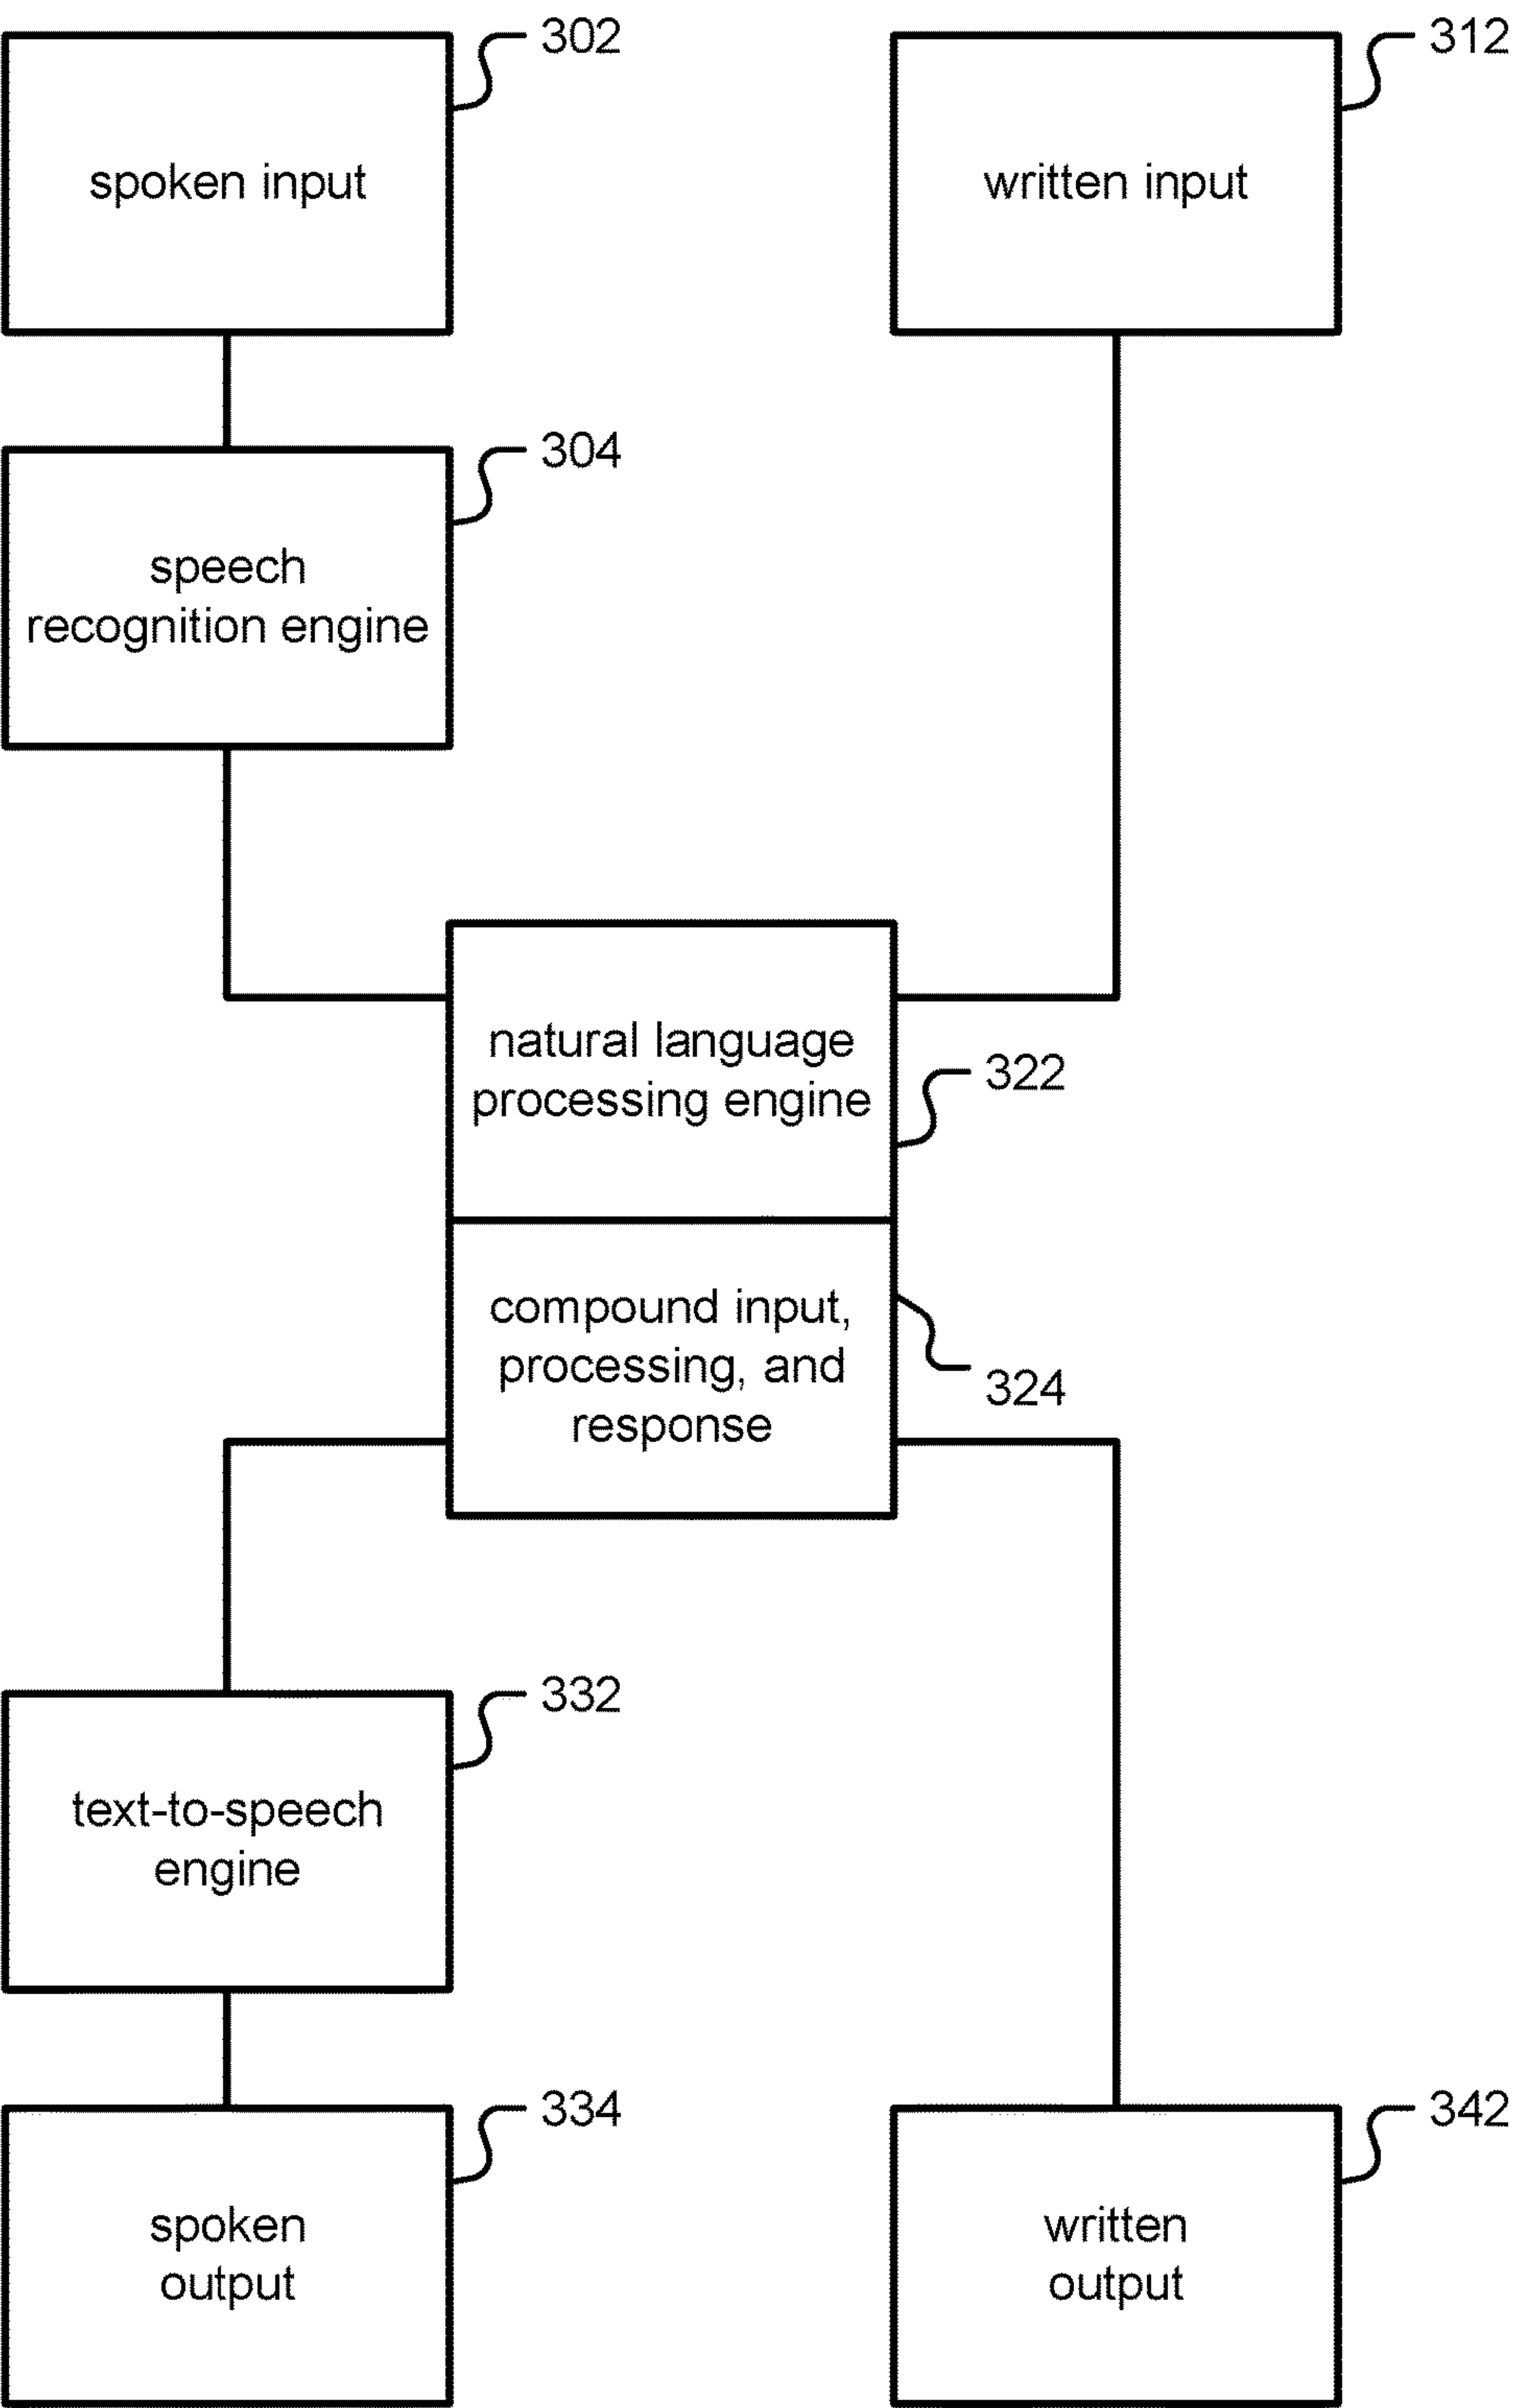 302
spoken input
312
written input
304
speech
recognition engine
natural language
processing engine
322
compound input,
processing, and
response
324
332
text-to-speech
engine
334
spoken
output
342
written
output